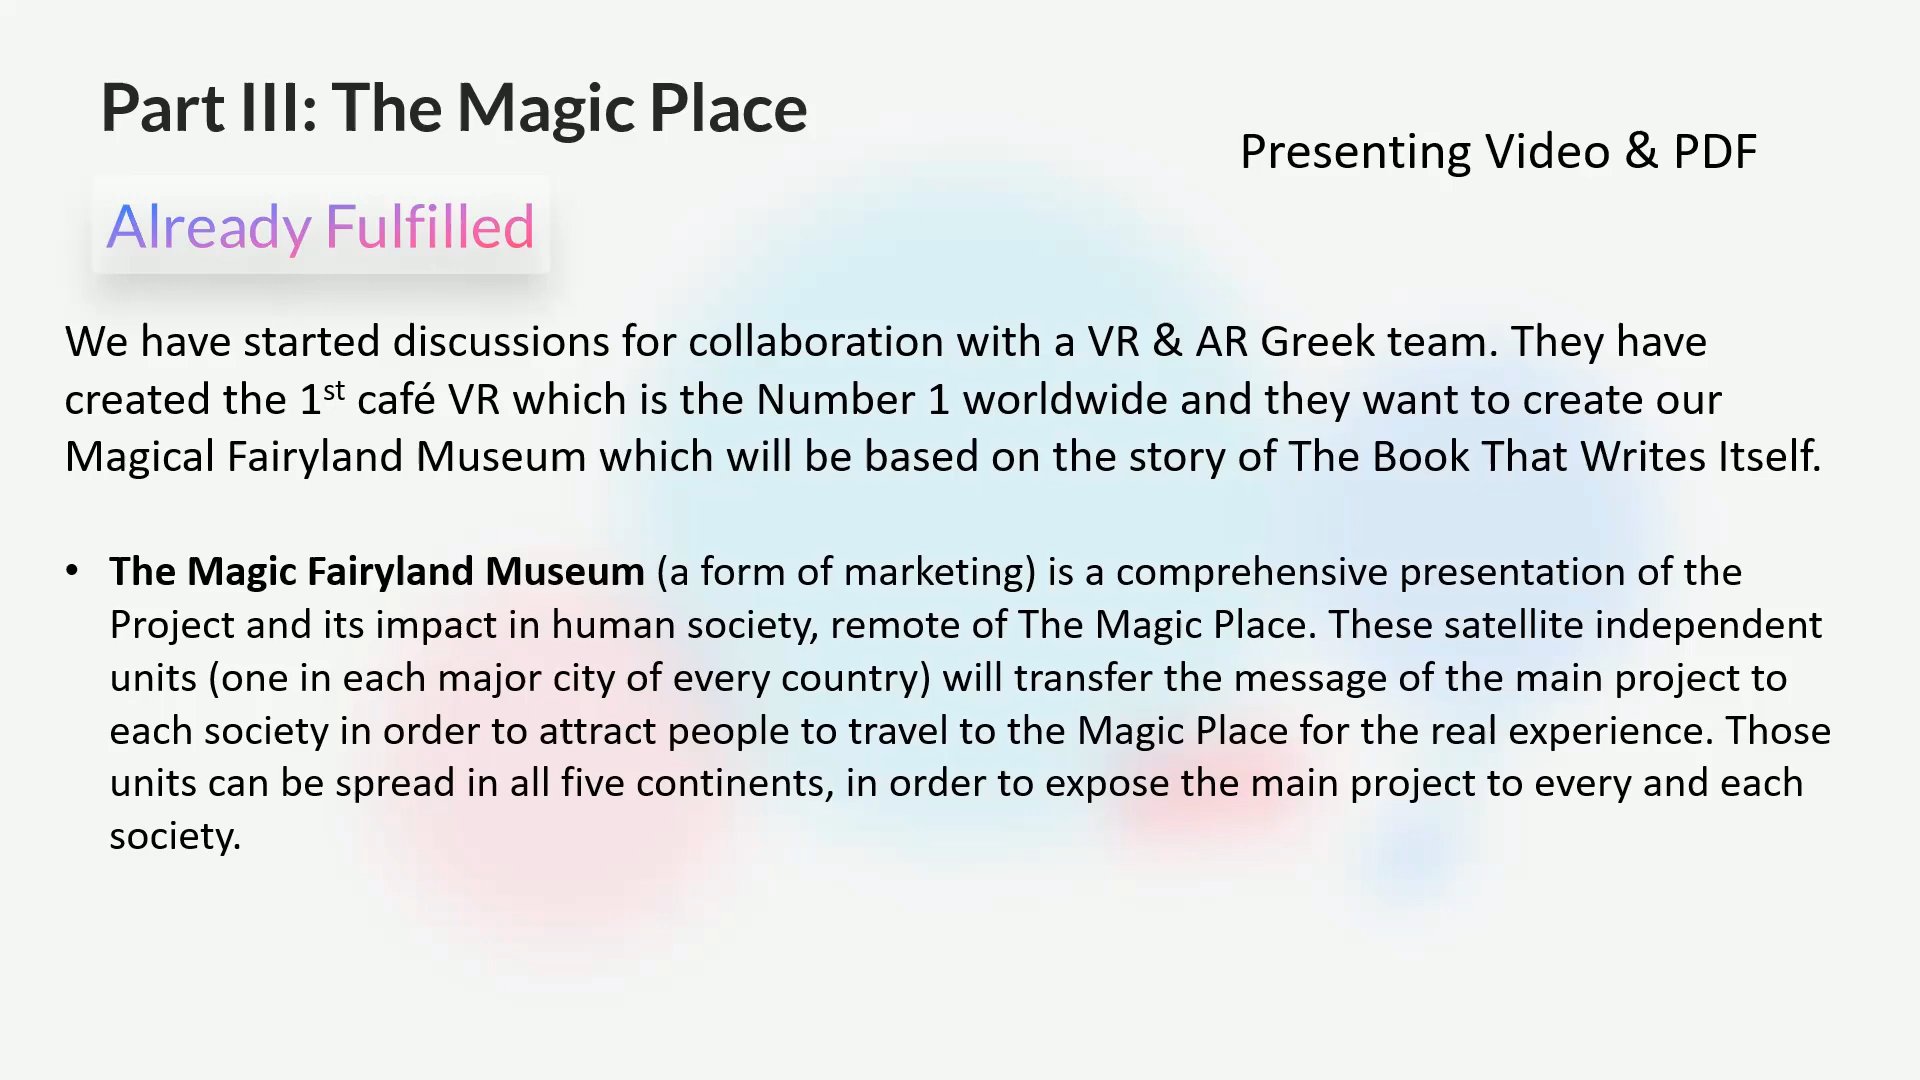 Part III: The Magic Place
Presenting Video & PDF
Already Fulfilled
We have started discussions for collaboration with a VR & AR Greek team. They have
created the 1st café VR which is the Number 1 worldwide and they want to create our
Magical Fairyland Museum which will be based on the story of The Book That Writes Itself.
• The Magic Fairyland Museum (a form of marketing) is a comprehensive presentation of the
Project and its impact in human society, remote of The Magic Place. These satellite independent
units (one in each major city of every country) will transfer the message of the main project to
each society in order to attract people to travel to the Magic Place for the real experience. Those
units can be spread in all five continents, in order to expose the main project to every and each
society.